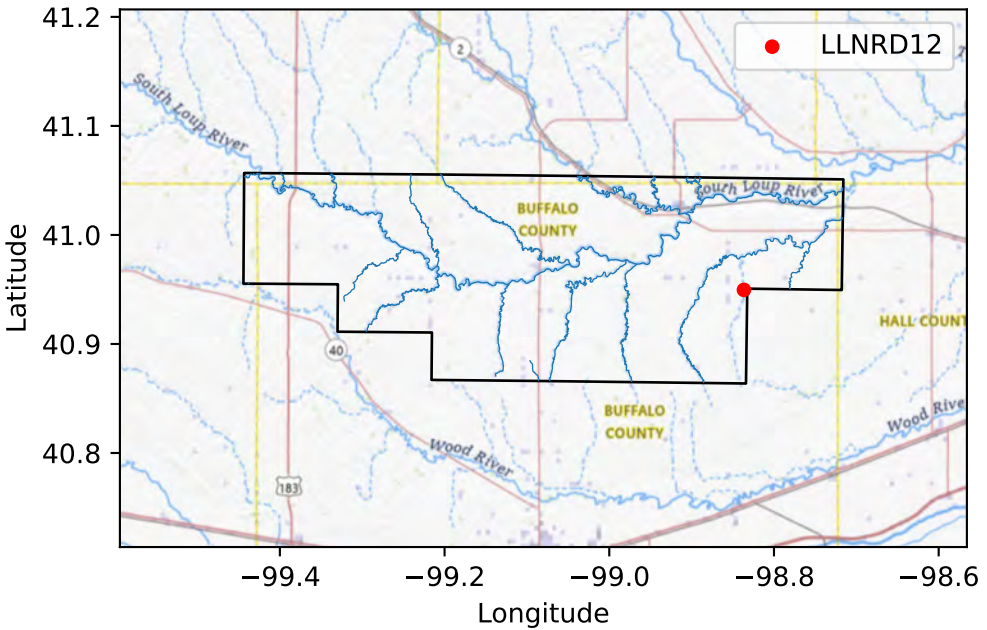 41.2
41.1
41.0
40.9
40.8
Latitude
−99.4
−99.2
−99.0
−98.8
−98.6
Longitude
LLNRD12
2
South Loup River
South Loup River
BUFFALO
COUNTY
HALL COUNT
40
BUFFALO
COUNTY
Wood River
Wood Rive
183